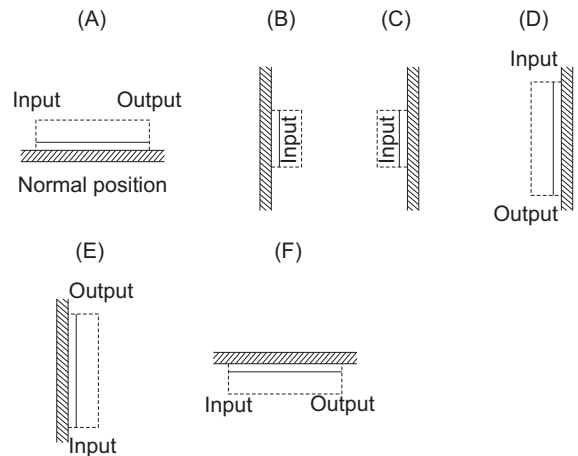 (A)
(B)
(C)
(D)
Input
Input
Output
Input
Input
Normal position
Output
(E)
(F)
Output
Input
Output
Input